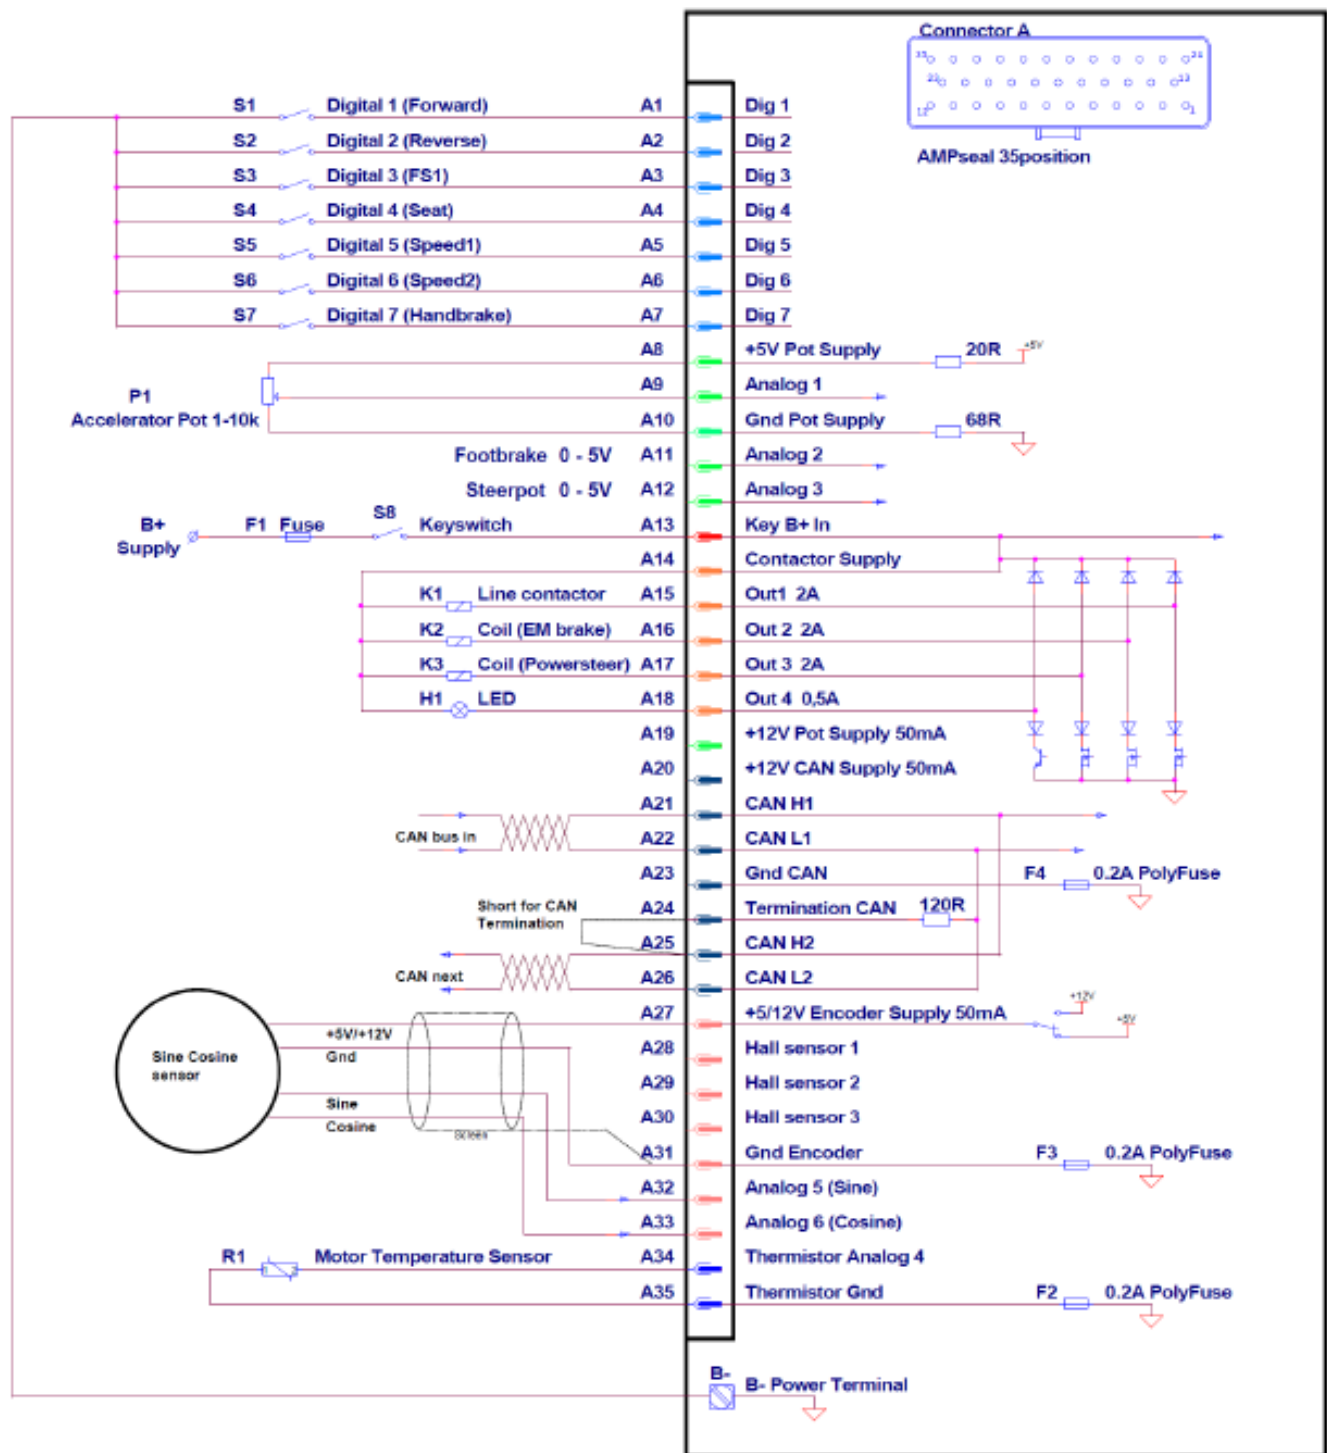 Connector A
35 24
23 13
12 1
AMPseal 35position
S1 Digital 1 (Forward) A1 Dig 1
S2 Digital 2 (Reverse) A2 Dig 2
S3 Digital 3 (FS1) A3 Dig 3
S4 Digital 4 (Seat) A4 Dig 4
S5 Digital 5 (Speed1) A5 Dig 5
S6 Digital 6 (Speed2) A6 Dig 6
S7 Digital 7 (Handbrake) A7 Dig 7
A8 +5V Pot Supply 20R +5V
P1 A9 Analog 1
Accelerator Pot 1-10k A10 Gnd Pot Supply 68R
Footbrake 0 - 5V A11 Analog 2
Steerpot 0 - 5V A12 Analog 3
B+ Supply F1 Fuse S8 Keyswitch A13 Key B+ In
A14 Contactor Supply
K1 Line contactor A15 Out1 2A
K2 Coil (EM brake) A16 Out 2 2A
K3 Coil (Powersteer) A17 Out 3 2A
H1 LED A18 Out 4 0,5A
A19 +12V Pot Supply 50mA
A20 +12V CAN Supply 50mA
A21 CAN H1
CAN bus in A22 CAN L1
A23 Gnd CAN F4 0.2A PolyFuse
Short for CAN A24 Termination CAN 120R
Termination
A25 CAN H2
CAN next A26 CAN L2
A27 +5/12V Encoder Supply 50mA +12V +5V
+5V/+12V
Sine Cosine Gnd A28 Hall sensor 1
sensor A29 Hall sensor 2
Sine
Cosine A30 Hall sensor 3
Screen
A31 Gnd Encoder F3 0.2A PolyFuse
A32 Analog 5 (Sine)
A33 Analog 6 (Cosine)
R1 Motor Temperature Sensor A34 Thermistor Analog 4
A35 Thermistor Gnd F2 0.2A PolyFuse
B- B- Power Terminal